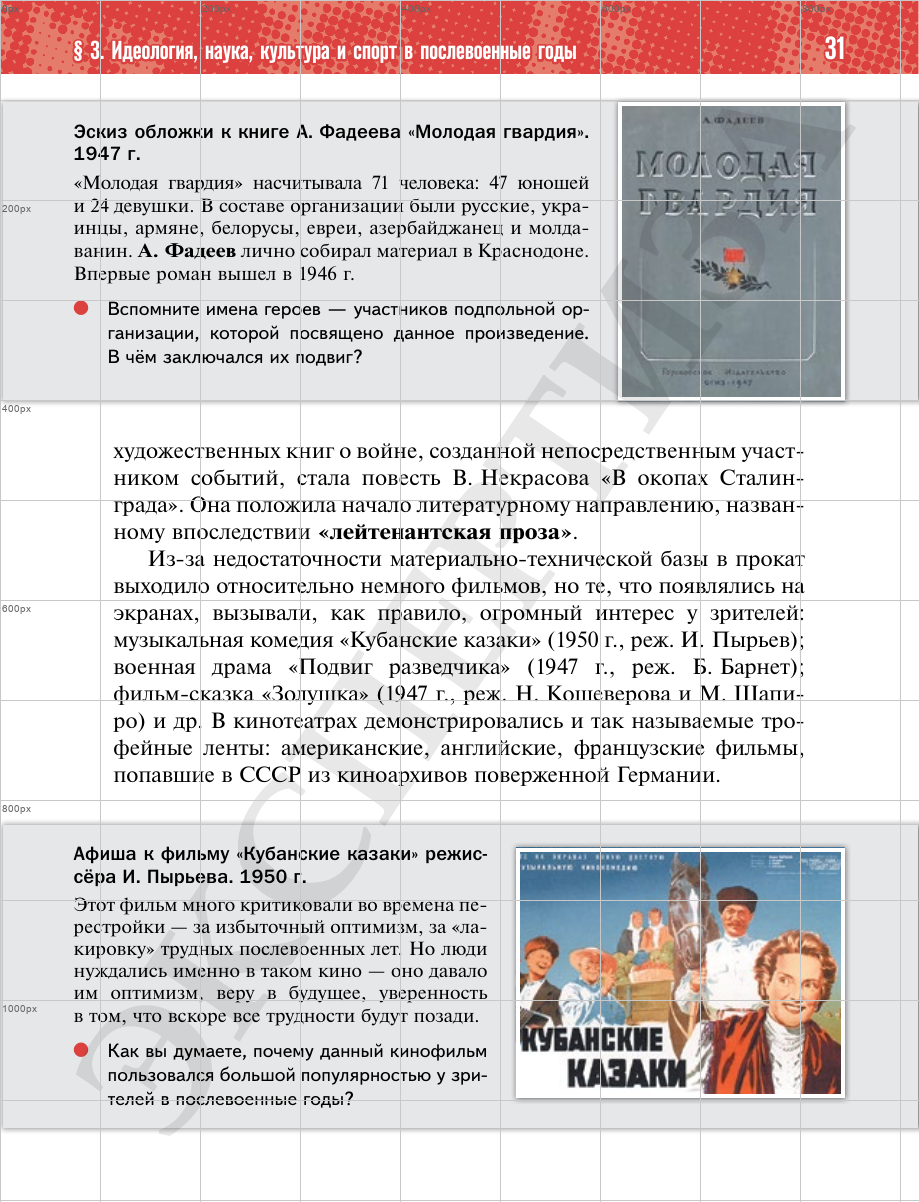 § 3. Идеология, наука, культура и спорт в послевоенные годы
31
Эскиз обложки к книге А. Фадеева «Молодая гвардия».
1947 г.
«Молодая гвардия» насчитывала 71 человека: 47 юношей
и 24 девушки. В составе организации были русские, укра-
инцы, армяне, белорусы, евреи, азербайджанец и молда-
ванин. А. Фадеев лично собирал материал в Краснодоне.
Впервые роман вышел в 1946 г.
Вспомните имена героев — участников подпольной ор-
ганизации, которой посвящено данное произведение.
В чём заключался их подвиг?
А. ФАДЕЕВ
МОЛОДАЯ
ГВАРДИЯ
Издательство
ОГИЗ-1947
200px
400px
художественных книг о войне, созданной непосредственным участ-
ником событий, стала повесть В. Некрасова «В окопах Сталин-
града». Она положила начало литературному направлению, назван-
ному впоследствии «лейтенантская проза».
Из-за недостаточности материально-технической базы в прокат
выходило относительно немного фильмов, но те, что появлялись на
экранах, вызывали, как правило, огромный интерес у зрителей:
600px
музыкальная комедия «Кубанские казаки» (1950 г., реж. И. Пырьев);
военная драма «Подвиг разведчика» (1947 г., реж. Б. Барнет);
фильм-сказка «Золушка» (1947 г., реж. Н. Кошеверова и М. Шапи-
ро) и др. В кинотеатрах демонстрировались и так называемые тро-
фейные ленты: американские, английские, французские фильмы,
попавшие в СССР из киноархивов поверженной Германии.
800px
Афиша к фильму «Кубанские казаки» режис-
сёра И. Пырьева. 1950 г.
Этот фильм много критиковали во времена пе-
рестройки — за избыточный оптимизм, за «ла-
кировку» трудных послевоенных лет. Но люди
нуждались именно в таком кино — оно давало
им оптимизм, веру в будущее, уверенность
в том, что вскоре все трудности будут позади.
1000px
Как вы думаете, почему данный кинофильм
пользовался большой популярностью у зри-
телей в послевоенные годы?
КУБАНСКИЕ
КАЗАКИ
ЭКСПЕРТИЗА